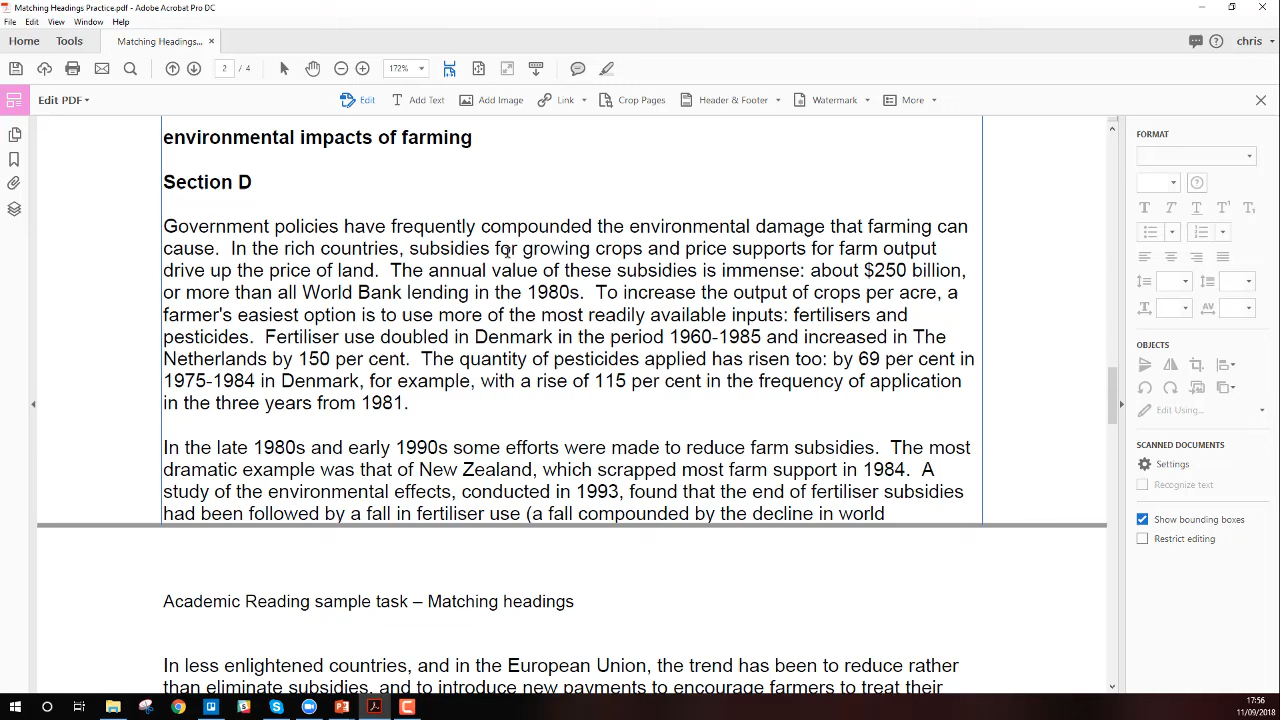 Matching Headings Practice.pdf - Adobe Acrobat Pro DC
File Edit View Window Help
Home Tools Matching Headings... × chris
2 / 4 172%
Edit PDF Edit Add Text Add Image Link Crop Pages Header & Footer Watermark More
environmental impacts of farming
Section D
Government policies have frequently compounded the environmental damage that farming can
cause. In the rich countries, subsidies for growing crops and price supports for farm output
drive up the price of land. The annual value of these subsidies is immense: about $250 billion,
or more than all World Bank lending in the 1980s. To increase the output of crops per acre, a
farmer's easiest option is to use more of the most readily available inputs: fertilisers and
pesticides. Fertiliser use doubled in Denmark in the period 1960-1985 and increased in The
Netherlands by 150 per cent. The quantity of pesticides applied has risen too: by 69 per cent in
1975-1984 in Denmark, for example, with a rise of 115 per cent in the frequency of application
in the three years from 1981.
In the late 1980s and early 1990s some efforts were made to reduce farm subsidies. The most
dramatic example was that of New Zealand, which scrapped most farm support in 1984. A
study of the environmental effects, conducted in 1993, found that the end of fertiliser subsidies
had been followed by a fall in fertiliser use (a fall compounded by the decline in world
Academic Reading sample task – Matching headings
In less enlightened countries, and in the European Union, the trend has been to reduce rather
than eliminate subsidies, and to introduce new payments to encourage farmers to treat their
FORMAT
OBJECTS
Edit Using...
SCANNED DOCUMENTS
Settings
Recognize text
Show bounding boxes
Restrict editing
17:56
11/09/2018